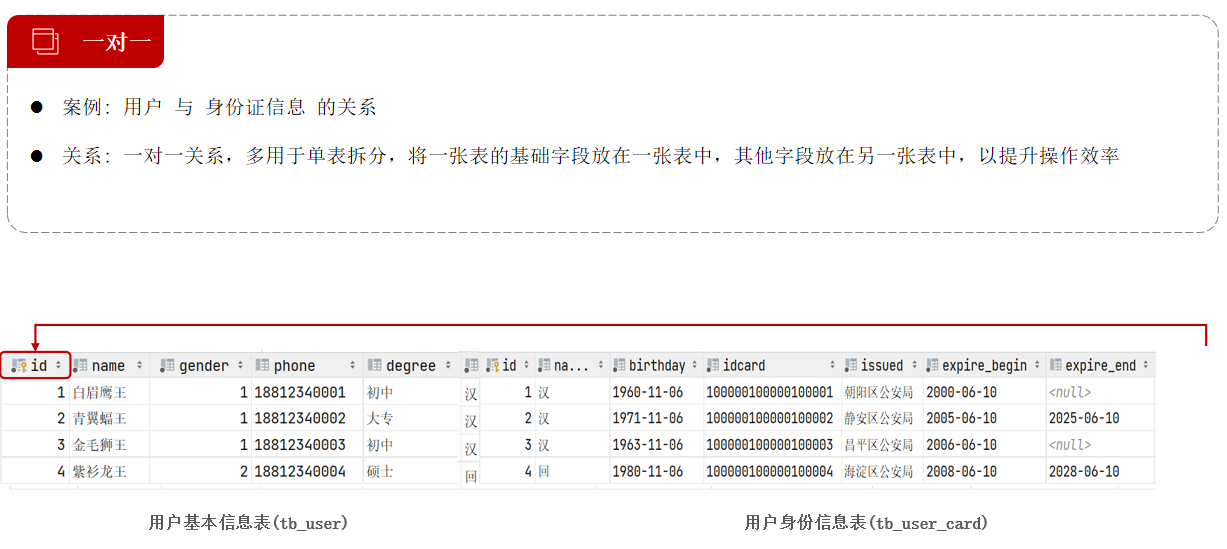 一对一
案例: 用户 与 身份证信息 的关系
关系: 一对一关系，多用于单表拆分，将一张表的基础字段放在一张表中，其他字段放在另一张表中，以提升操作效率
id name gender phone degree id na... birthday idcard issued expire_begin expire_end
1 白眉鹰王 1 18812340001 初中 汉 1 汉 1960-11-06 100000100000100001 朝阳区公安局 2000-06-10 <null>
2 青翼蝠王 1 18812340002 大专 汉 2 汉 1971-11-06 100000100000100002 静安区公安局 2005-06-10 2025-06-10
3 金毛狮王 1 18812340003 初中 汉 3 汉 1963-11-06 100000100000100003 昌平区公安局 2006-06-10 <null>
4 紫衫龙王 2 18812340004 硕士 回 4 回 1980-11-06 100000100000100004 海淀区公安局 2008-06-10 2028-06-10
用户基本信息表(tb_user) 用户身份信息表(tb_user_card)